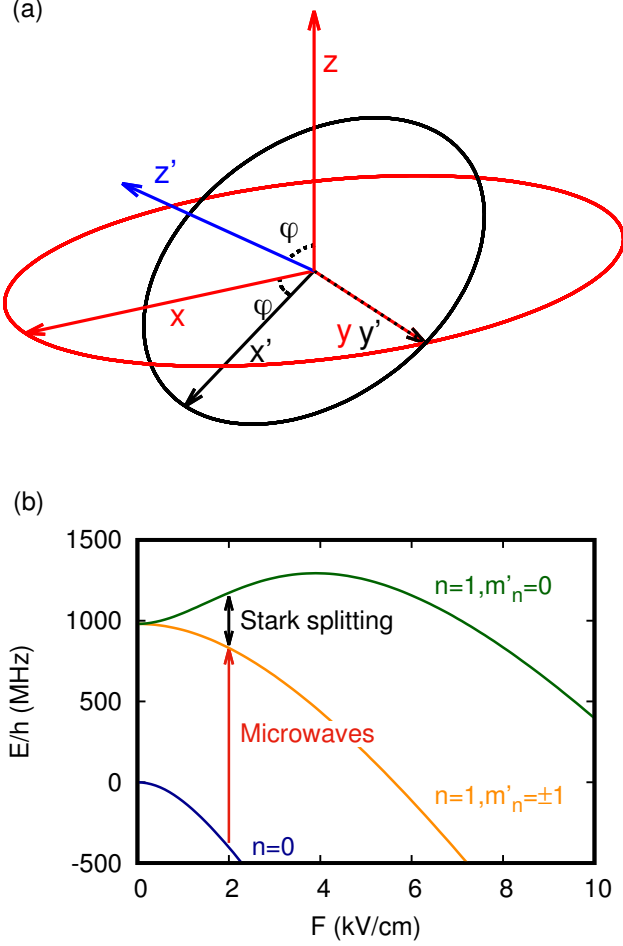 (a)
z
z'
φ
x
φ
x'
y y'
(b)
1500
1000
500
0
-500
E/h (MHz)
n=1,m'ₙ=0
Stark splitting
Microwaves
n=1,m'ₙ=±1
n=0
0 2 4 6 8 10
F (kV/cm)